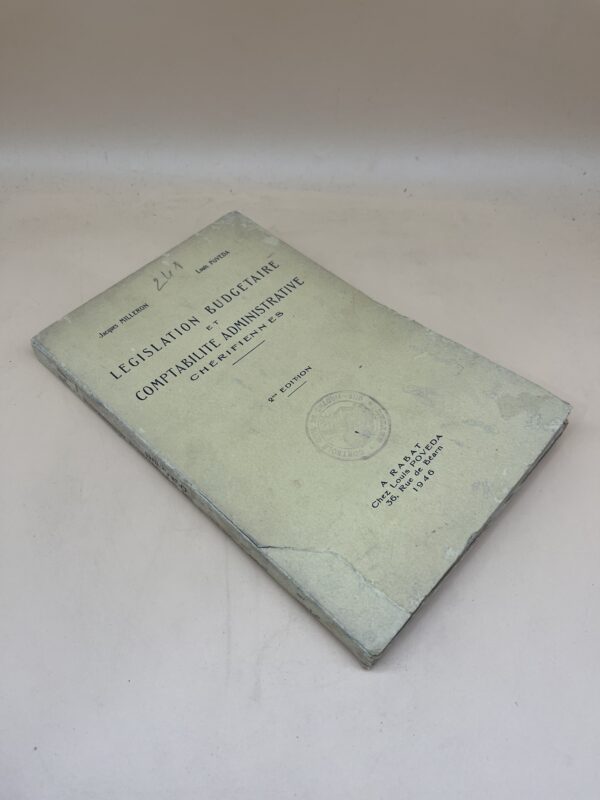 Jacques MILLERON
241
Louis POVEDA
LEGISLATION BUDGETAIRE
ET
COMPTABILITE ADMINISTRATIVE
CHÉRIFIENNES
2me EDITION
A RABAT
Chez Louis POVEDA
36, Rue de Béarn
1946